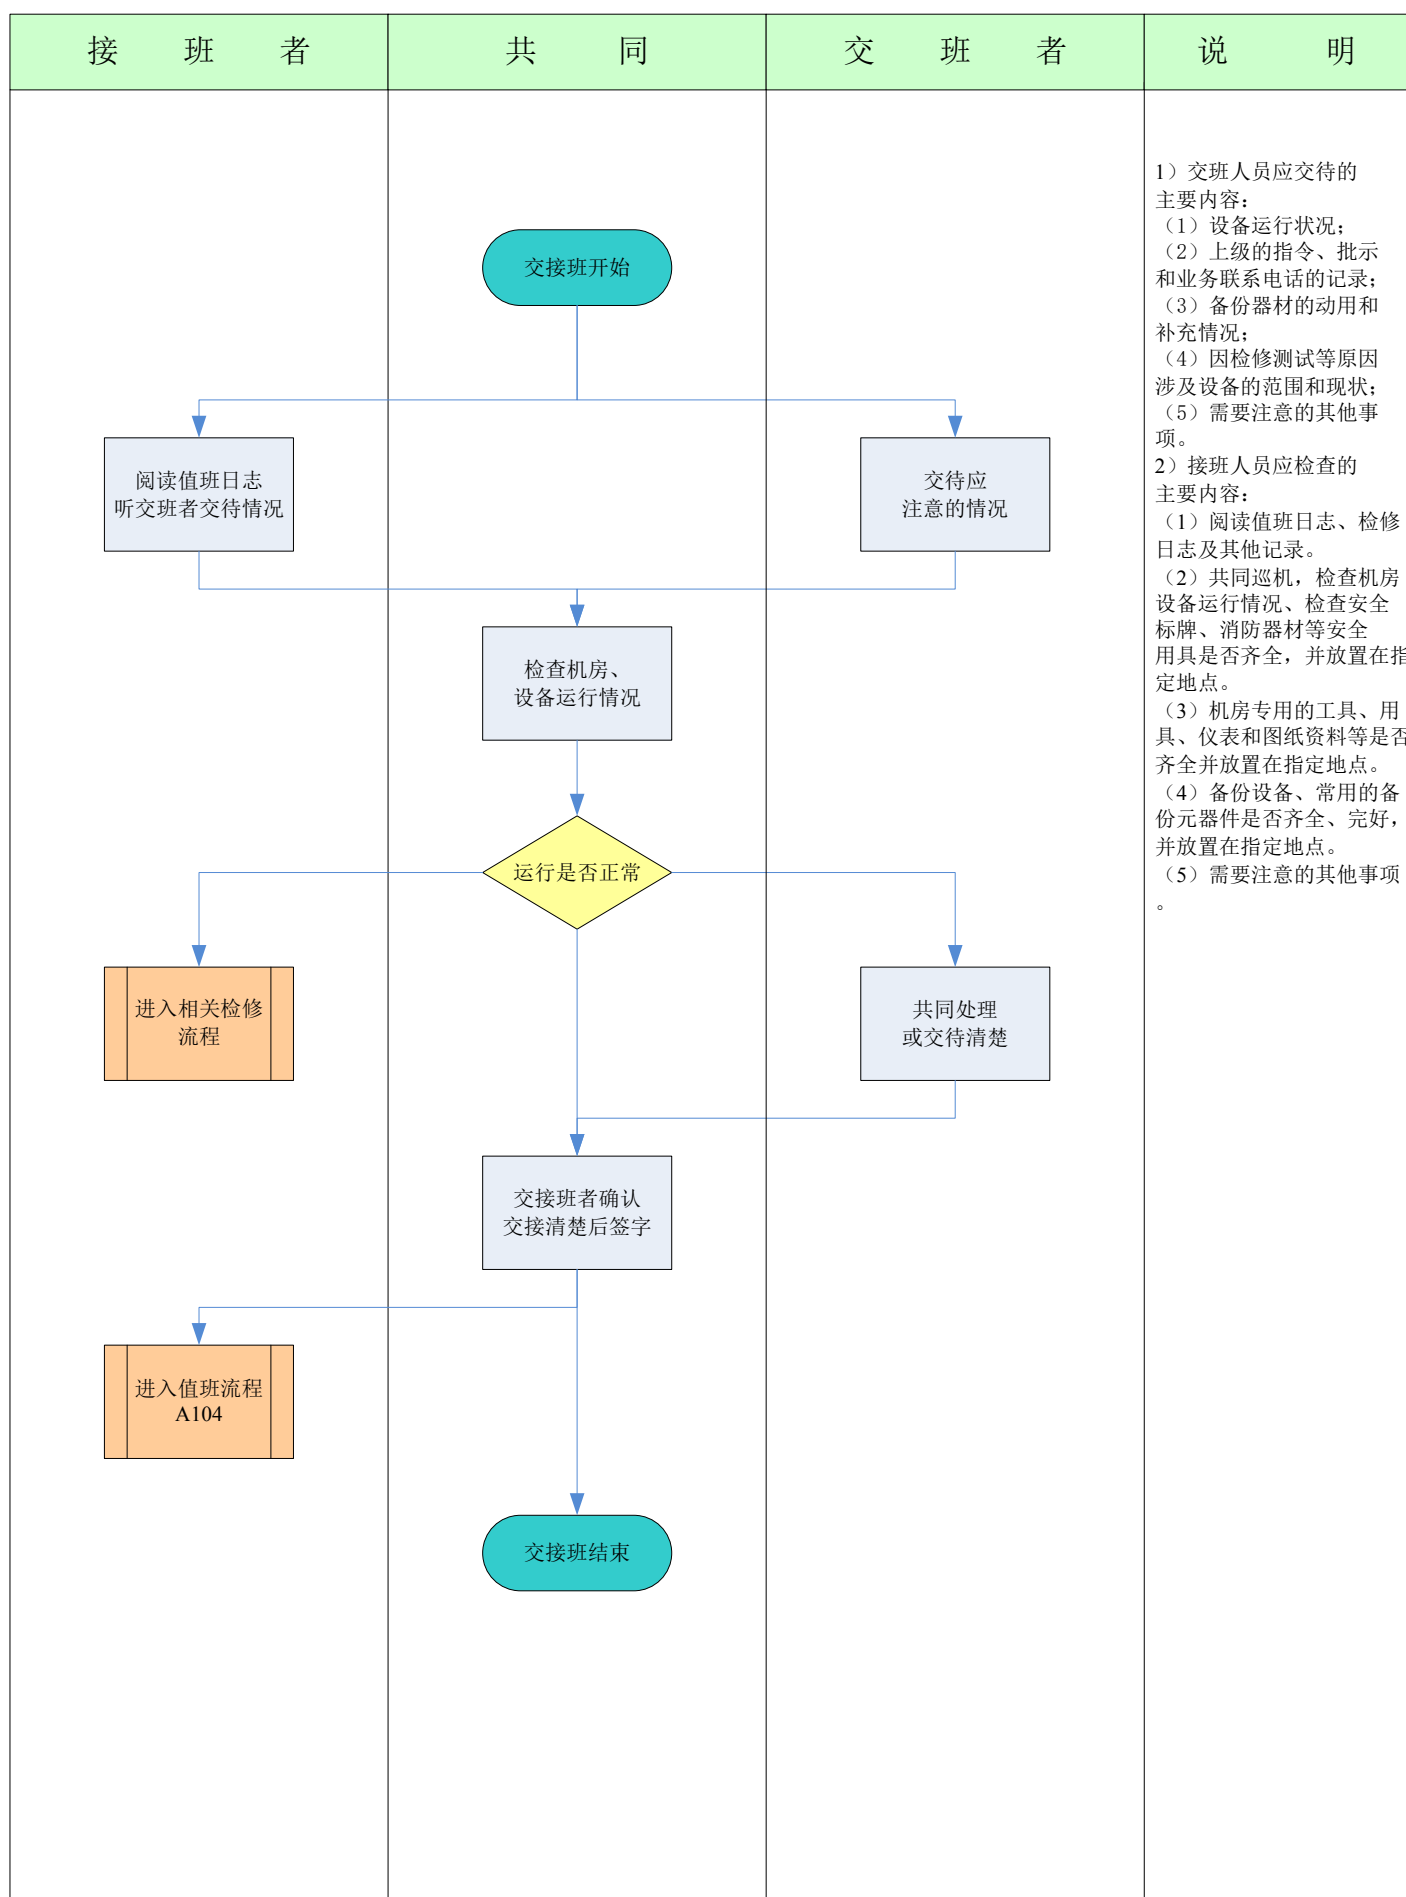 接 班 者
共 同
交 班 者
说 明
交接班开始
阅读值班日志
听交班者交待情况
交待应
注意的情况
检查机房、
设备运行情况
运行是否正常
进入相关检修
流程
共同处理
或交待清楚
交接班者确认
交接清楚后签字
进入值班流程
A104
交接班结束
1）交班人员应交待的
主要内容：
（1）设备运行状况；
（2）上级的指令、批示
和业务联系电话的记录；
（3）备份器材的动用和
补充情况；
（4）因检修测试等原因
涉及设备的范围和现状；
（5）需要注意的其他事
项。
2）接班人员应检查的
主要内容：
（1）阅读值班日志、检修
日志及其他记录。
（2）共同巡机，检查机房
设备运行情况、检查安全
标牌、消防器材等安全
用具是否齐全，并放置在指
定地点。
（3）机房专用的工具、用
具、仪表和图纸资料等是否
齐全并放置在指定地点。
（4）备份设备、常用的备
份元器件是否齐全、完好，
并放置在指定地点。
（5）需要注意的其他事项
。